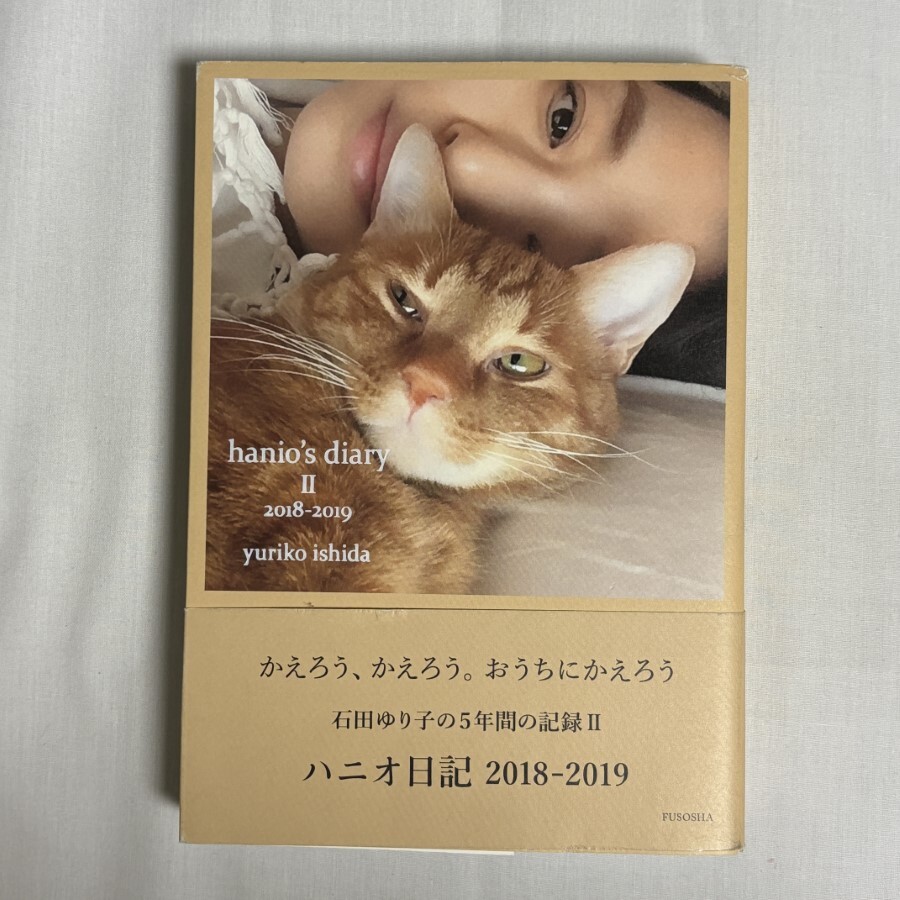 hanio's diary
II
2018-2019
yuriko ishida
かえろう、かえろう。おうちにかえろう
石田ゆり子の5年間の記録II
ハニオ日記 2018-2019
FUSOSHA